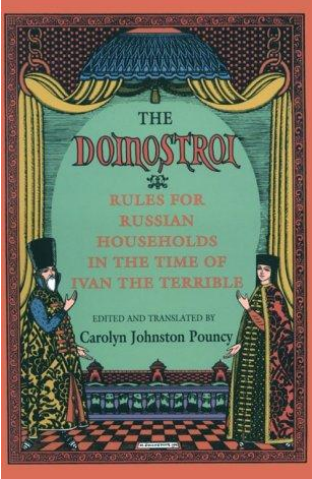 THE
DOMOSTROI
RULES FOR
RUSSIAN
HOUSEHOLDS
IN THE TIME OF
IVAN THE TERRIBLE
EDITED AND TRANSLATED BY
Carolyn Johnston Pouncy